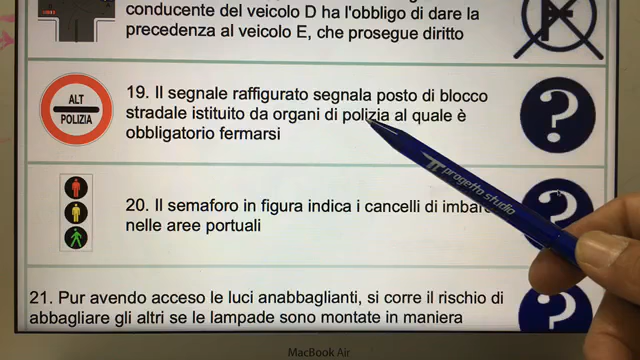 conducente del veicolo D ha l'obbligo di dare la
precedenza al veicolo E, che prosegue diritto
ALT
POLIZIA
19. Il segnale raffigurato segnala posto di blocco
stradale istituito da organi di polizia al quale è
obbligatorio fermarsi
?
20. Il semaforo in figura indica i cancelli di
nelle aree portuali
progetto studio
21. Pur avendo acceso le luci anabbaglianti, si corre il rischio di
abbagliare gli altri se le lampade sono montate in maniera
MacBook Air